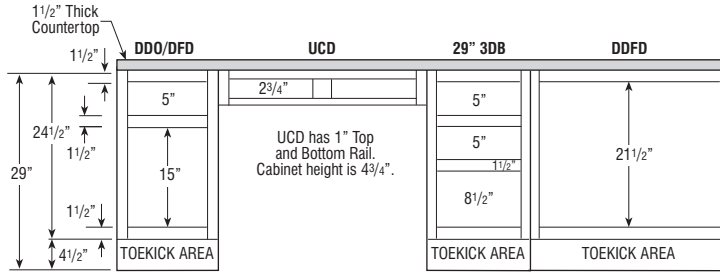 1 1/2” Thick
Countertop
DDO/DFD
UCD
29” 3DB
DDFD
1 1/2”
2 3/4”
5”
5”
24 1/2”
UCD has 1” Top
and Bottom Rail.
Cabinet height is 4 3/4”.
5”
21 1/2”
1 1/2”
29”
15”
1 1/2”
8 1/2”
1 1/2”
4 1/2”
TOEKICK AREA
TOEKICK AREA
TOEKICK AREA